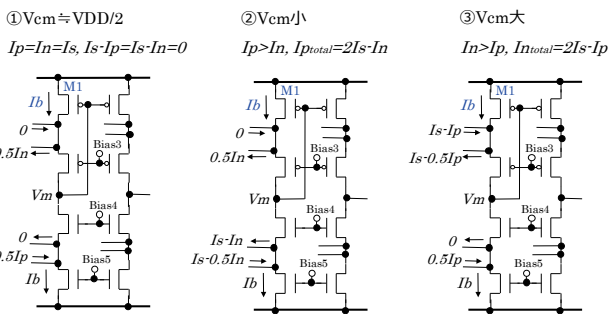 ①Vcm≒VDD/2
Ip=In=Is, Is-Ip=Is-In=0
M1
Ib
0
0.5In
Bias3
Vm
Bias4
0
0.5Ip
Bias5
Ib
②Vcm小
Ip>In, Iptotal=2Is-In
M1
Ib
0
0.5In
Bias3
Vm
Bias4
Is-In
Is-0.5In
Bias5
Ib
③Vcm大
In>Ip, Intotal=2Is-Ip
M1
Ib
Is-Ip
Is-0.5Ip
Bias3
Vm
Bias4
0
0.5Ip
Bias5
Ib